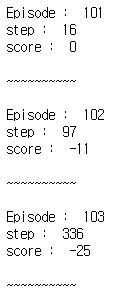 Episode :  101
step :  16
score :  0

~~~~~~~~~~

Episode :  102
step :  97
score :  -11

~~~~~~~~~~

Episode :  103
step :  336
score :  -25

~~~~~~~~~~